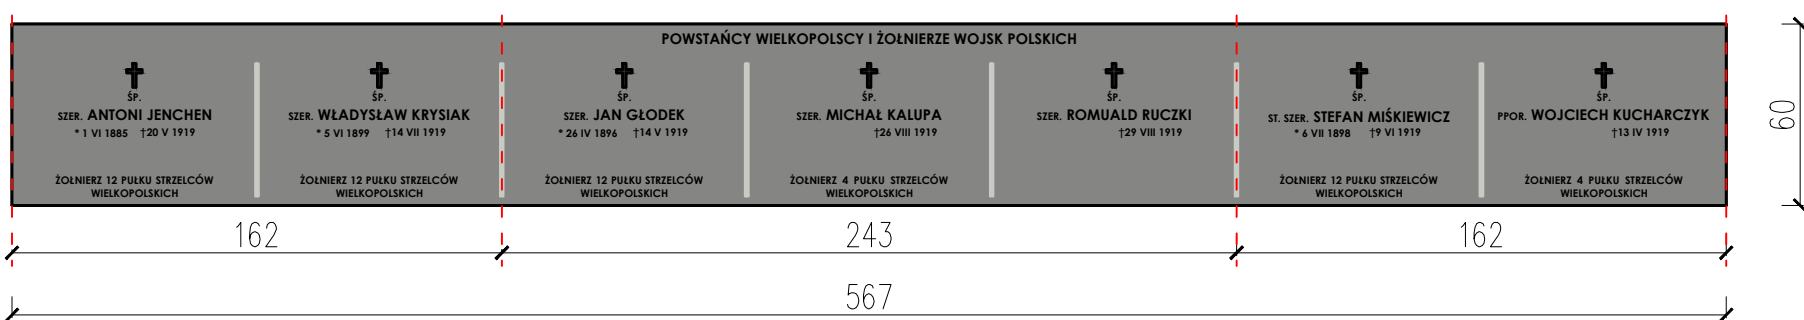 POWSTAŃCY WIELKOPOLSCY I ŻOŁNIERZE WOJSK POLSKICH
ŚP.
SZER. ANTONI JENCHEN
* 1 VI 1885 †20 V 1919
ŻOŁNIERZ 12 PUŁKU STRZELCÓW
WIELKOPOLSKICH
ŚP.
SZER. WŁADYSŁAW KRYSIAK
* 5 VI 1899 †14 VII 1919
ŻOŁNIERZ 12 PUŁKU STRZELCÓW
WIELKOPOLSKICH
ŚP.
SZER. JAN GŁODEK
* 26 IV 1896 †14 V 1919
ŻOŁNIERZ 12 PUŁKU STRZELCÓW
WIELKOPOLSKICH
ŚP.
SZER. MICHAŁ KALUPA
†26 VIII 1919
ŻOŁNIERZ 4 PUŁKU STRZELCÓW
WIELKOPOLSKICH
ŚP.
SZER. ROMUALD RUCZKI
†29 VIII 1919
ŚP.
ST. SZER. STEFAN MIŚKIEWICZ
* 6 VII 1898 †9 VI 1919
ŻOŁNIERZ 12 PUŁKU STRZELCÓW
WIELKOPOLSKICH
ŚP.
PPOR. WOJCIECH KUCHARCZYK
†13 IV 1919
ŻOŁNIERZ 4 PUŁKU STRZELCÓW
WIELKOPOLSKICH
60
162
243
162
567